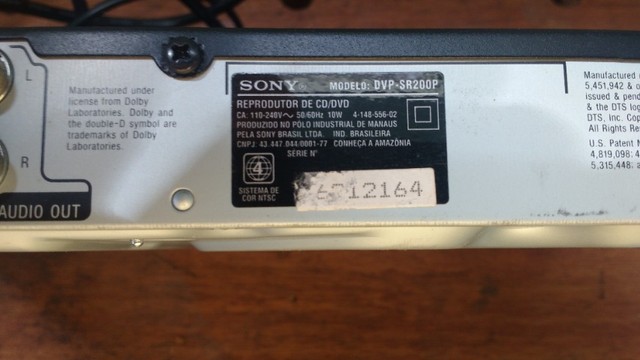 L
R
AUDIO OUT
Manufactured under
license from Dolby
Laboratories. Dolby and
the double-D symbol are
trademarks of Dolby
Laboratories.
SONY MODELO: DVP-SR200P
REPRODUTOR DE CD/DVD
CA: 110-240V~ 50/60Hz 10W 4-148-556-02
PRODUZIDO NO PÓLO INDUSTRIAL DE MANAUS
PELA SONY BRASIL LTDA. IND. BRASILEIRA
CNPJ: 43.447.044/0001-77 CONHEÇA A AMAZÔNIA
SÉRIE Nº
4
SISTEMA DE
COR NTSC
212164
Manufactured
5,451,942 & o
issued & pend
& the DTS log
DTS, Inc. Cop
All Rights Re
U.S. Patent N
4,819,098; 4
5,315,448; a